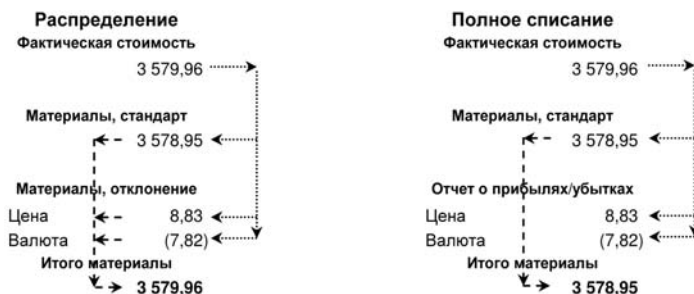 Распределение
Фактическая стоимость
3 579,96
Материалы, стандарт
3 578,95
Материалы, отклонение
Цена 8,83
Валюта (7,82)
Итого материалы
3 579,96
Полное списание
Фактическая стоимость
3 579,96
Материалы, стандарт
3 578,95
Отчет о прибылях/убытках
Цена 8,83
Валюта (7,82)
Итого материалы
3 578,95